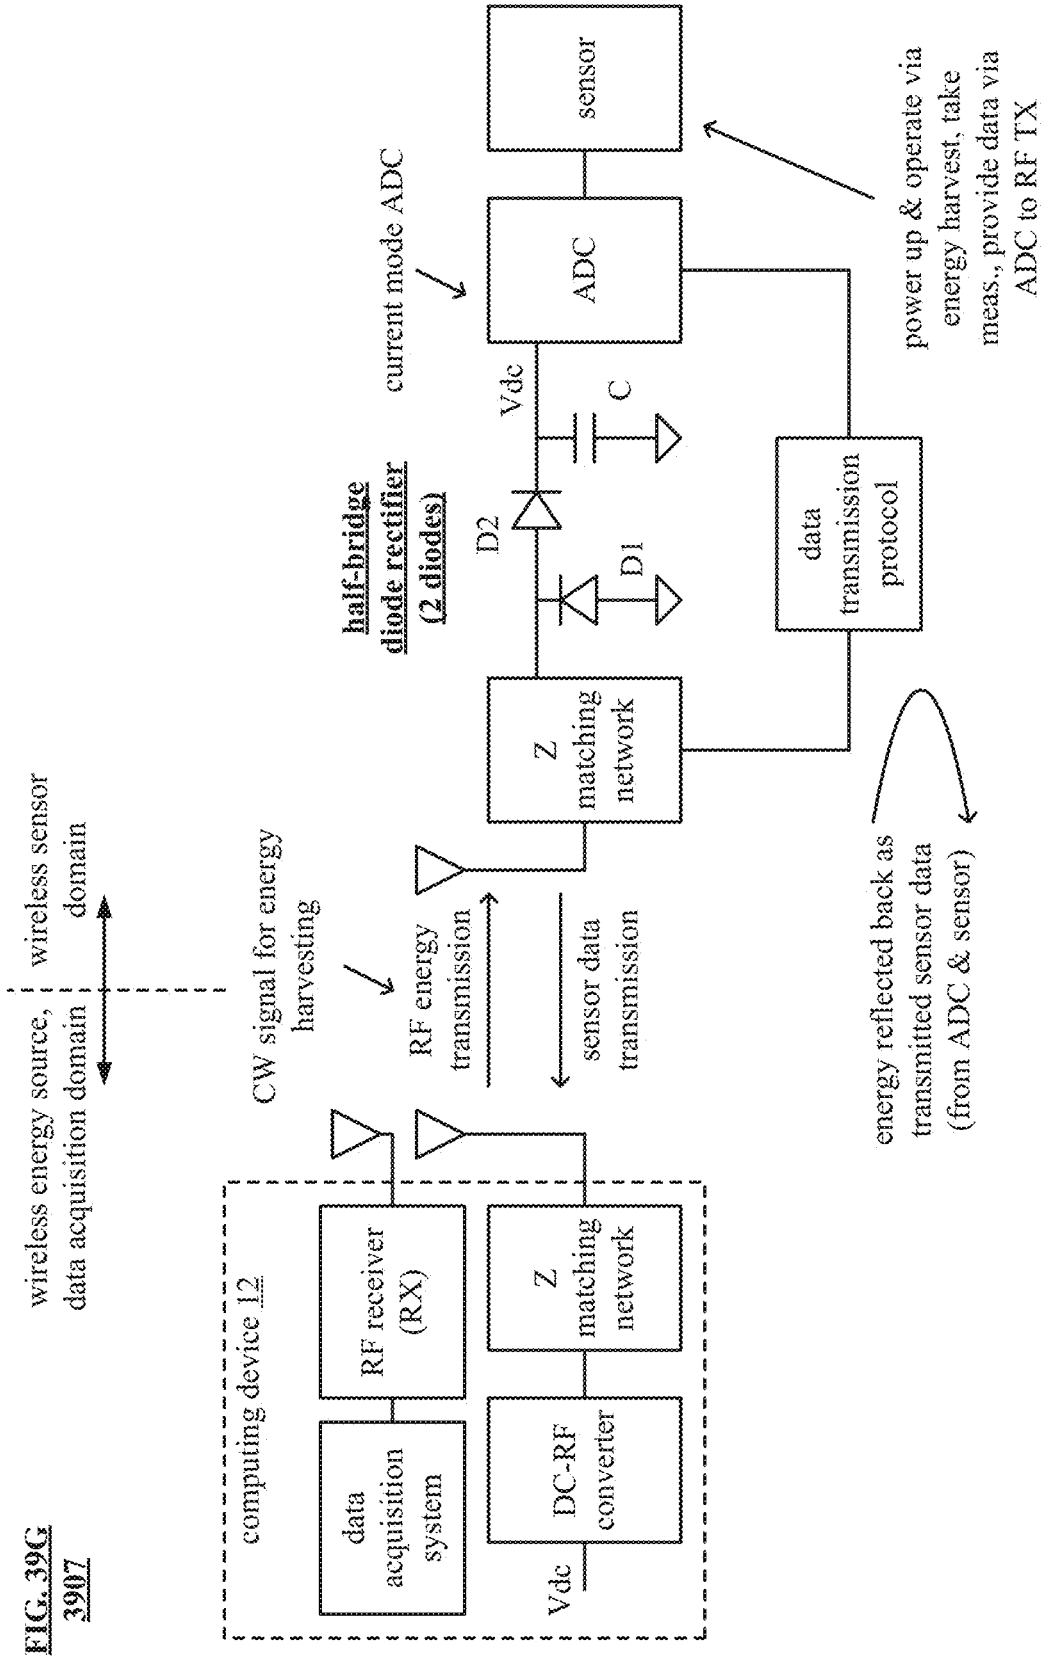 FIG. 39G
3907
wireless energy source,
data acquisition domain
wireless sensor
domain
computing device 12
data
acquisition
system
RF receiver
(RX)
Vdc
DC-RF
converter
Z
matching
network
CW signal for energy
harvesting
RF energy
transmission
sensor data
transmission
Z
matching
network
half-bridge
diode rectifier
(2 diodes)
D2
D1
Vdc
C
current mode ADC
ADC
sensor
data
transmission
protocol
energy reflected back as
transmitted sensor data
(from ADC & sensor)
power up & operate via
energy harvest, take
meas., provide data via
ADC to RF TX